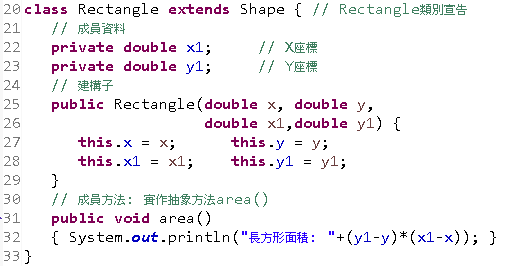 20 class Rectangle extends Shape { // Rectangle類別宣告
21 // 成員資料
22 private double x1; // X座標
23 private double y1; // Y座標
24 // 建構子
25 public Rectangle(double x, double y,
26 double x1,double y1) {
27 this.x = x; this.y = y;
28 this.x1 = x1; this.y1 = y1;
29 }
30 // 成員方法: 實作抽象方法area()
31 public void area()
32 { System.out.println("長方形面積: "+(y1-y)*(x1-x)); }
33 }